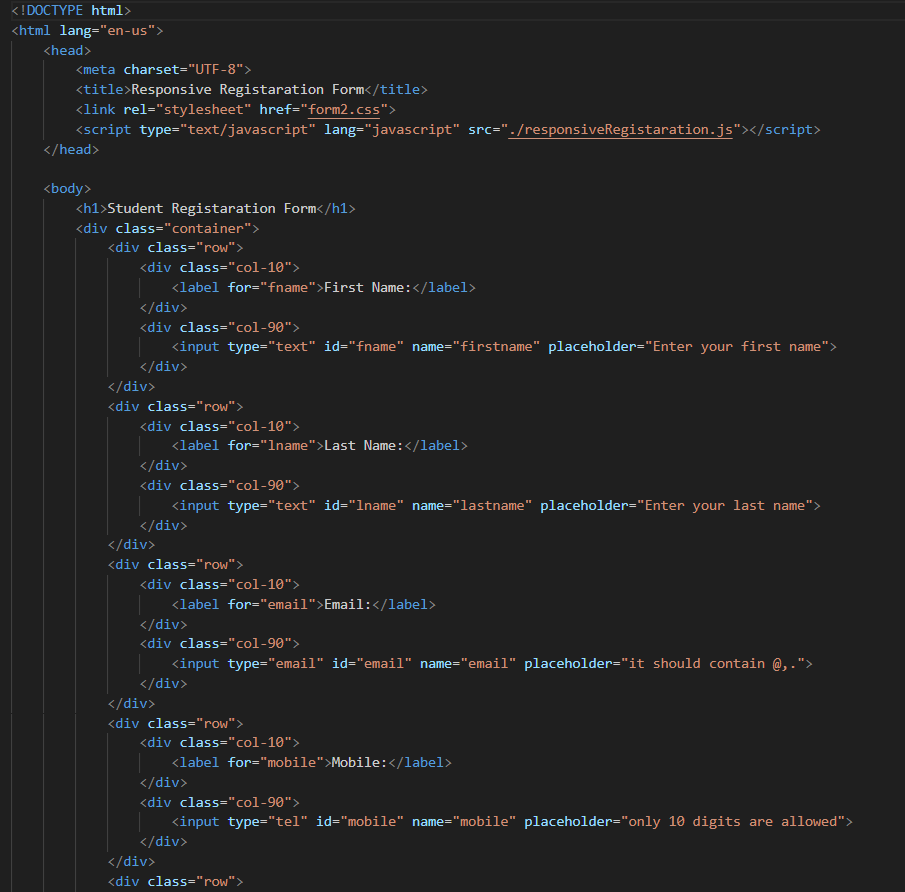 <!DOCTYPE html>
<html lang="en-us">
<head>
<meta charset="UTF-8">
<title>Responsive Registaration Form</title>
<link rel="stylesheet" href="form2.css">
<script type="text/javascript" lang="javascript" src="./responsiveRegistaration.js"></script>
</head>
<body>
<h1>Student Registaration Form</h1>
<div class="container">
<div class="row">
<div class="col-10">
<label for="fname">First Name:</label>
</div>
<div class="col-90">
<input type="text" id="fname" name="firstname" placeholder="Enter your first name">
</div>
</div>
<div class="row">
<div class="col-10">
<label for="lname">Last Name:</label>
</div>
<div class="col-90">
<input type="text" id="lname" name="lastname" placeholder="Enter your last name">
</div>
</div>
<div class="row">
<div class="col-10">
<label for="email">Email:</label>
</div>
<div class="col-90">
<input type="email" id="email" name="email" placeholder="it should contain @,.">
</div>
</div>
<div class="row">
<div class="col-10">
<label for="mobile">Mobile:</label>
</div>
<div class="col-90">
<input type="tel" id="mobile" name="mobile" placeholder="only 10 digits are allowed">
</div>
</div>
<div class="row">